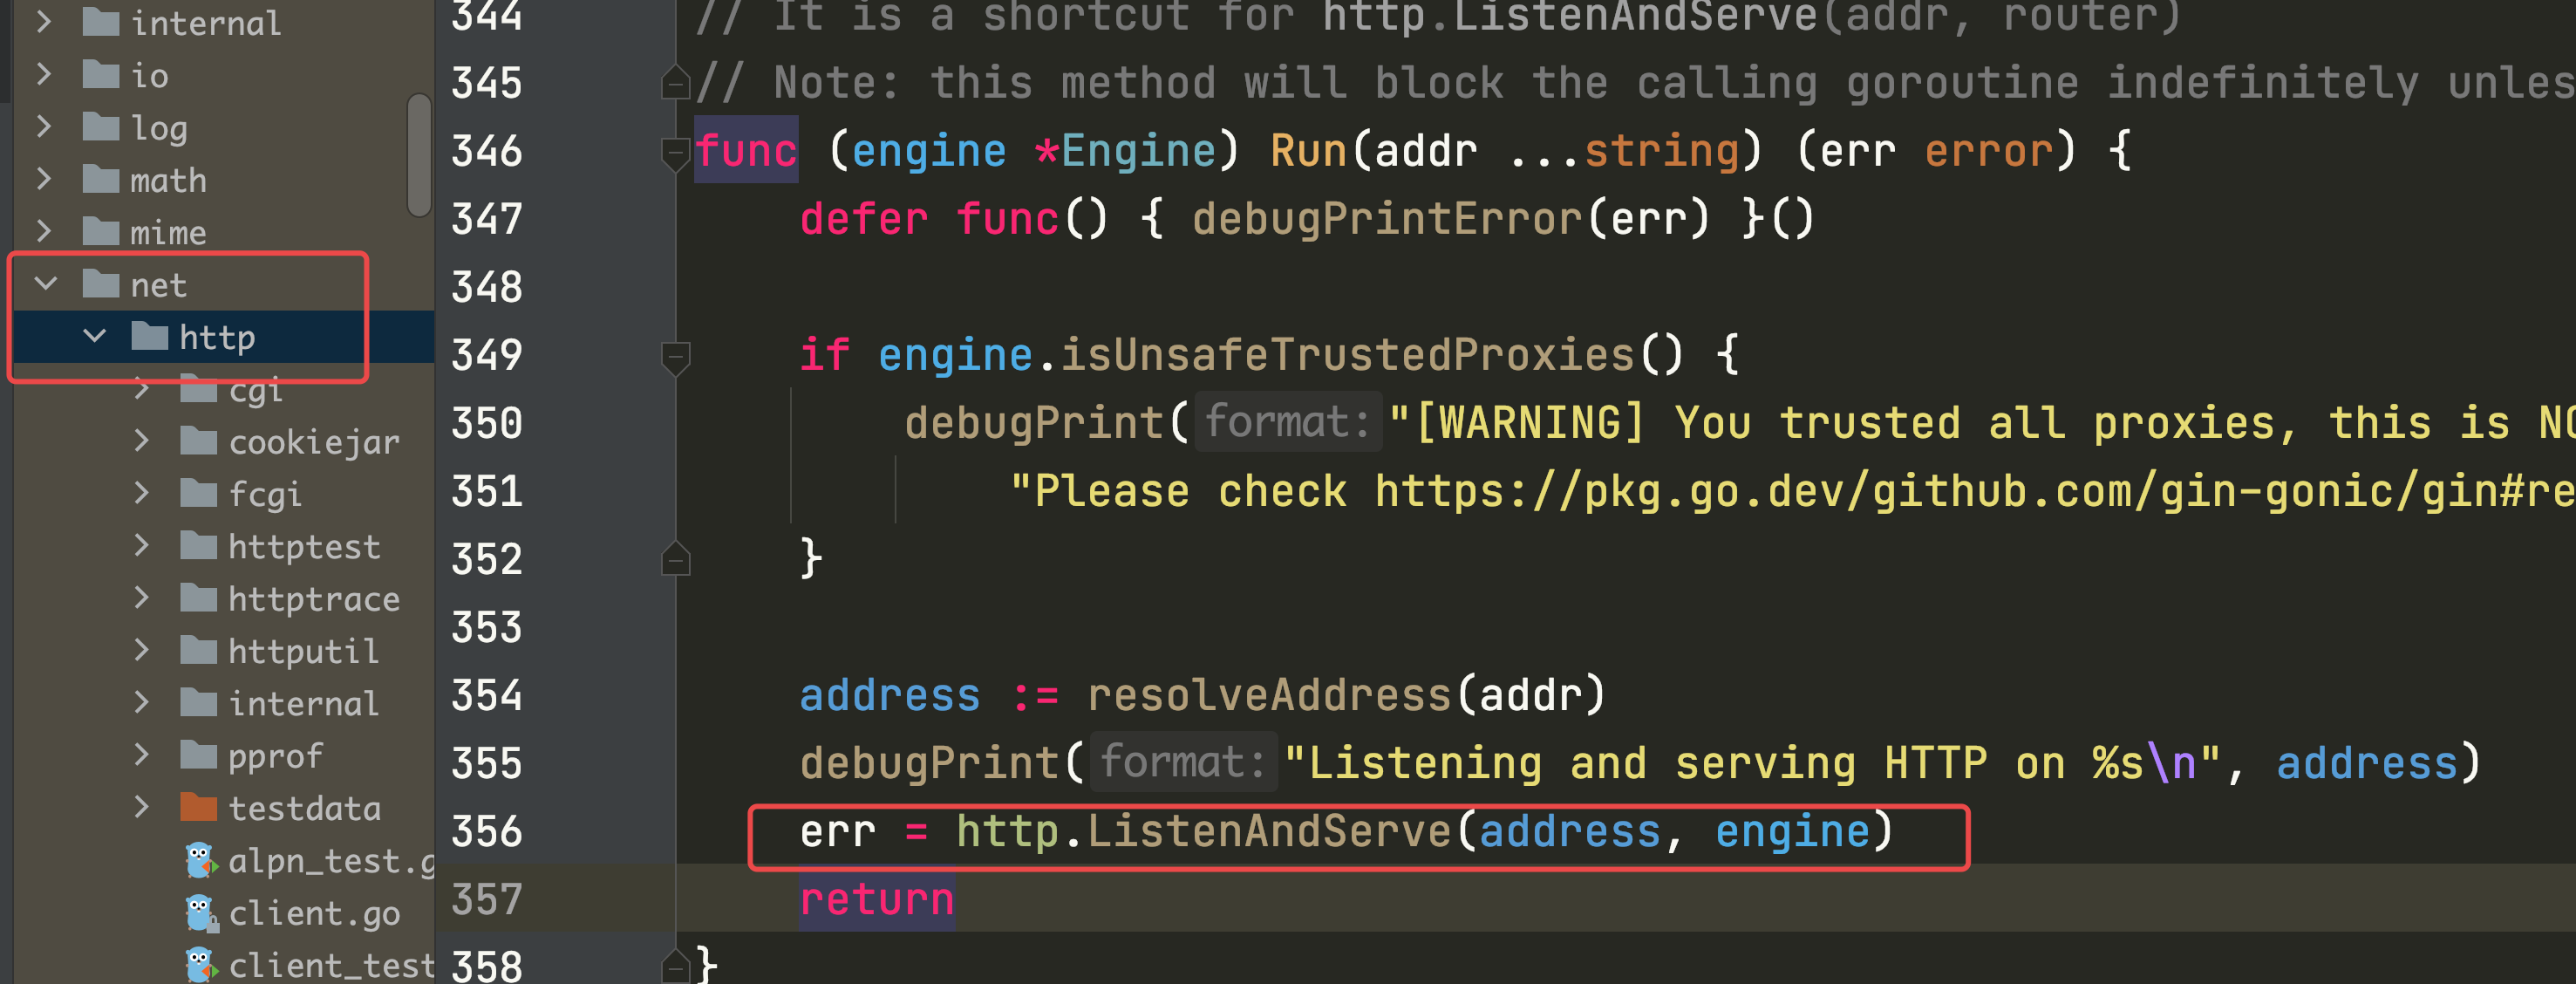 internal
io
log
math
mime
net
http
cgi
cookiejar
fcgi
httptest
httptrace
httputil
internal
pprof
testdata
alpn_test.g
client.go
client_test
344 // It is a shortcut for http.ListenAndServe(addr, router)
345 // Note: this method will block the calling goroutine indefinitely unles
346 func (engine *Engine) Run(addr ...string) (err error) {
347 defer func() { debugPrintError(err) }()
348
349 if engine.isUnsafeTrustedProxies() {
350 debugPrint( format: "[WARNING] You trusted all proxies, this is NO
351 "Please check https://pkg.go.dev/github.com/gin-gonic/gin#re
352 }
353
354 address := resolveAddress(addr)
355 debugPrint( format: "Listening and serving HTTP on %s\n", address)
356 err = http.ListenAndServe(address, engine)
357 return
358 }